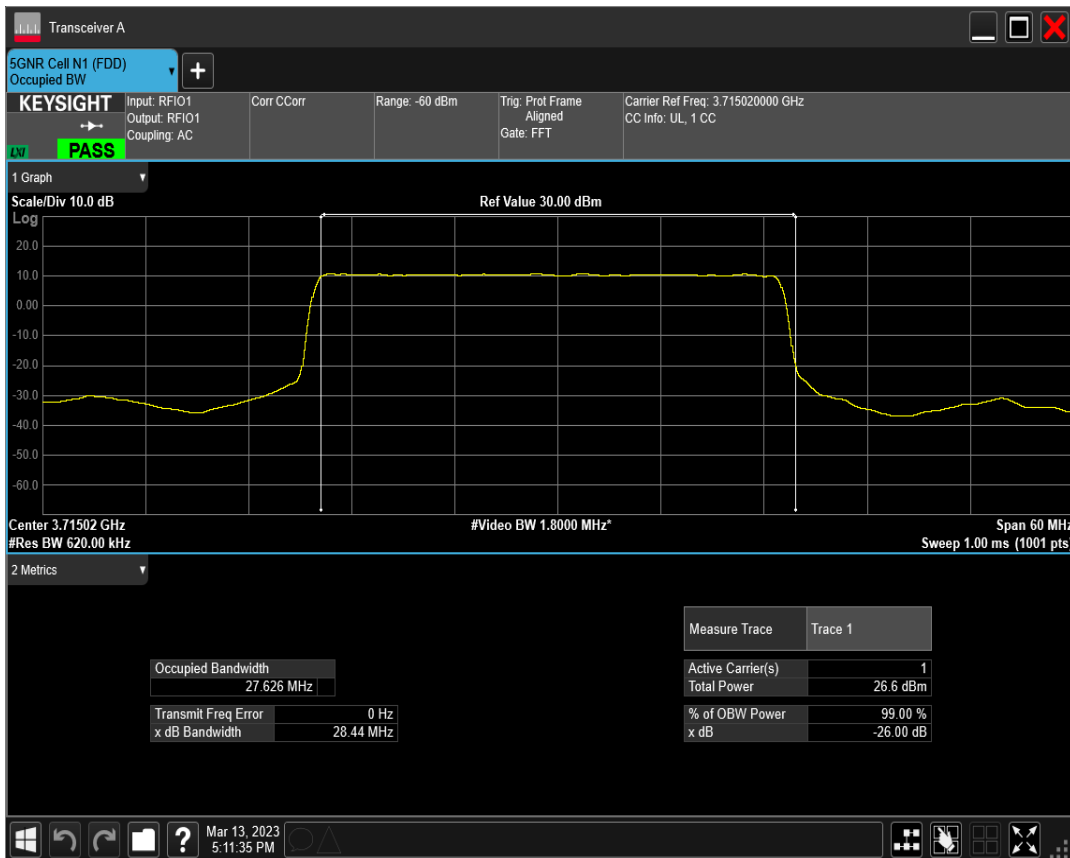 Transceiver A
5GNR Cell N1 (FDD)
Occupied BW
+
KEYSIGHT
LXI
PASS
Input: RFIO1
Output: RFIO1
Coupling: AC
Corr CCorr
Range: -60 dBm
Trig: Prot Frame
Aligned
Gate: FFT
Carrier Ref Freq: 3.715020000 GHz
CC Info: UL, 1 CC
1 Graph
Scale/Div 10.0 dB
Ref Value 30.00 dBm
Log
20.0
10.0
0.00
-10.0
-20.0
-30.0
-40.0
-50.0
-60.0
Center 3.71502 GHz
#Video BW 1.8000 MHz*
Span 60 MHz
#Res BW 620.00 kHz
Sweep 1.00 ms (1001 pts)
2 Metrics
Measure Trace Trace 1
Occupied Bandwidth
27.626 MHz
Active Carrier(s) 1
Total Power 26.6 dBm
Transmit Freq Error 0 Hz
x dB Bandwidth 28.44 MHz
% of OBW Power 99.00 %
x dB -26.00 dB
?
Mar 13, 2023
5:11:35 PM